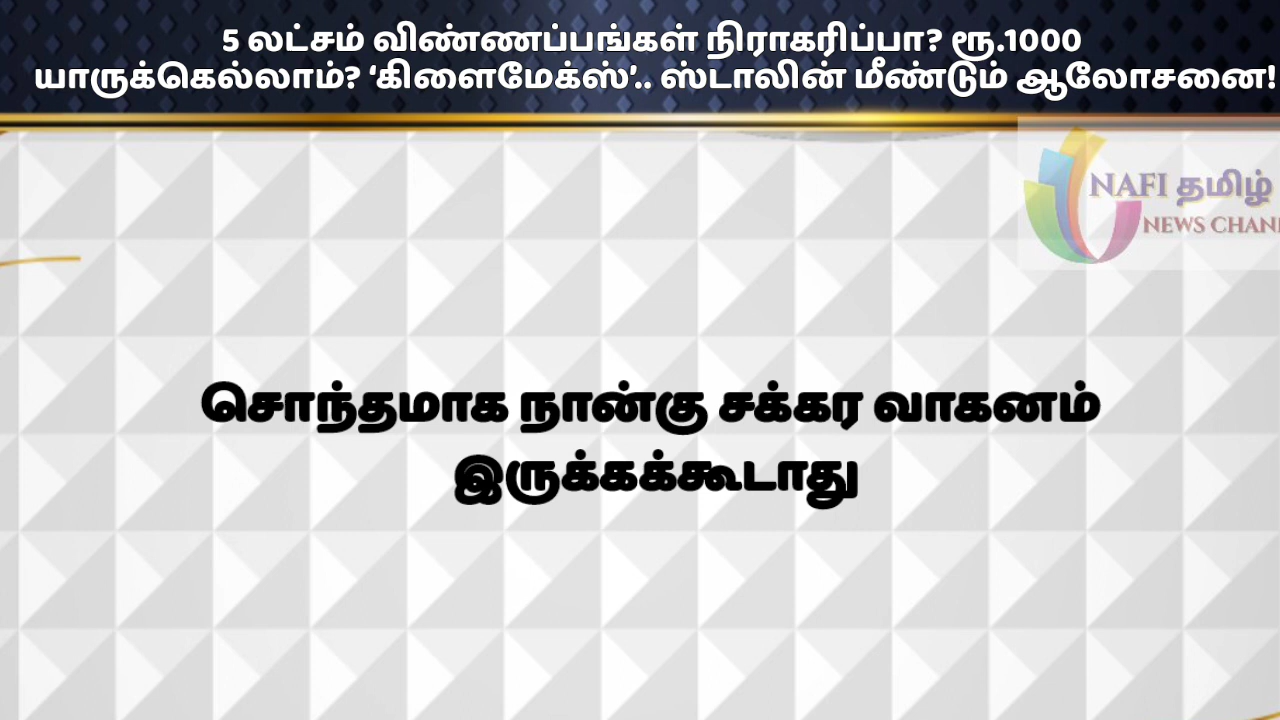 5 லட்சம் விண்ணப்பங்கள் நிராகரிப்பா? ரூ.1000
யாருக்கெல்லாம்? ‘கிளைமேக்ஸ்’.. ஸ்டாலின் மீண்டும் ஆலோசனை!
NAFI தமிழ்
NEWS
சொந்தமாக நான்கு சக்கர வாகனம்
இருக்கக்கூடாது